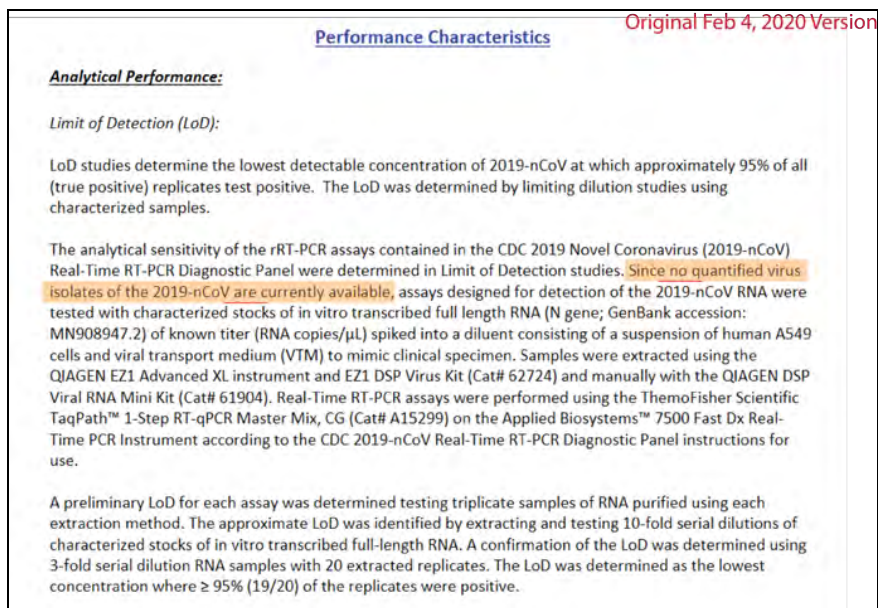 Original Feb 4, 2020 Version
Performance Characteristics
Analytical Performance:
Limit of Detection (LoD):
LoD studies determine the lowest detectable concentration of 2019-nCoV at which approximately 95% of all
(true positive) replicates test positive. The LoD was determined by limiting dilution studies using
characterized samples.
The analytical sensitivity of the rRT-PCR assays contained in the CDC 2019 Novel Coronavirus (2019-nCoV)
Real-Time RT-PCR Diagnostic Panel were determined in Limit of Detection studies. Since no quantified virus
isolates of the 2019-nCoV are currently available, assays designed for detection of the 2019-nCoV RNA were
tested with characterized stocks of in vitro transcribed full length RNA (N gene; GenBank accession:
MN908947.2) of known titer (RNA copies/µL) spiked into a diluent consisting of a suspension of human A549
cells and viral transport medium (VTM) to mimic clinical specimen. Samples were extracted using the
QIAGEN EZ1 Advanced XL instrument and EZ1 DSP Virus Kit (Cat# 62724) and manually with the QIAGEN DSP
Viral RNA Mini Kit (Cat# 61904). Real-Time RT-PCR assays were performed using the ThemoFisher Scientific
TaqPath™ 1-Step RT-qPCR Master Mix, CG (Cat# A15299) on the Applied Biosystems™ 7500 Fast Dx Real-
Time PCR Instrument according to the CDC 2019-nCoV Real-Time RT-PCR Diagnostic Panel instructions for
use.
A preliminary LoD for each assay was determined testing triplicate samples of RNA purified using each
extraction method. The approximate LoD was identified by extracting and testing 10-fold serial dilutions of
characterized stocks of in vitro transcribed full-length RNA. A confirmation of the LoD was determined using
3-fold serial dilution RNA samples with 20 extracted replicates. The LoD was determined as the lowest
concentration where ≥ 95% (19/20) of the replicates were positive.